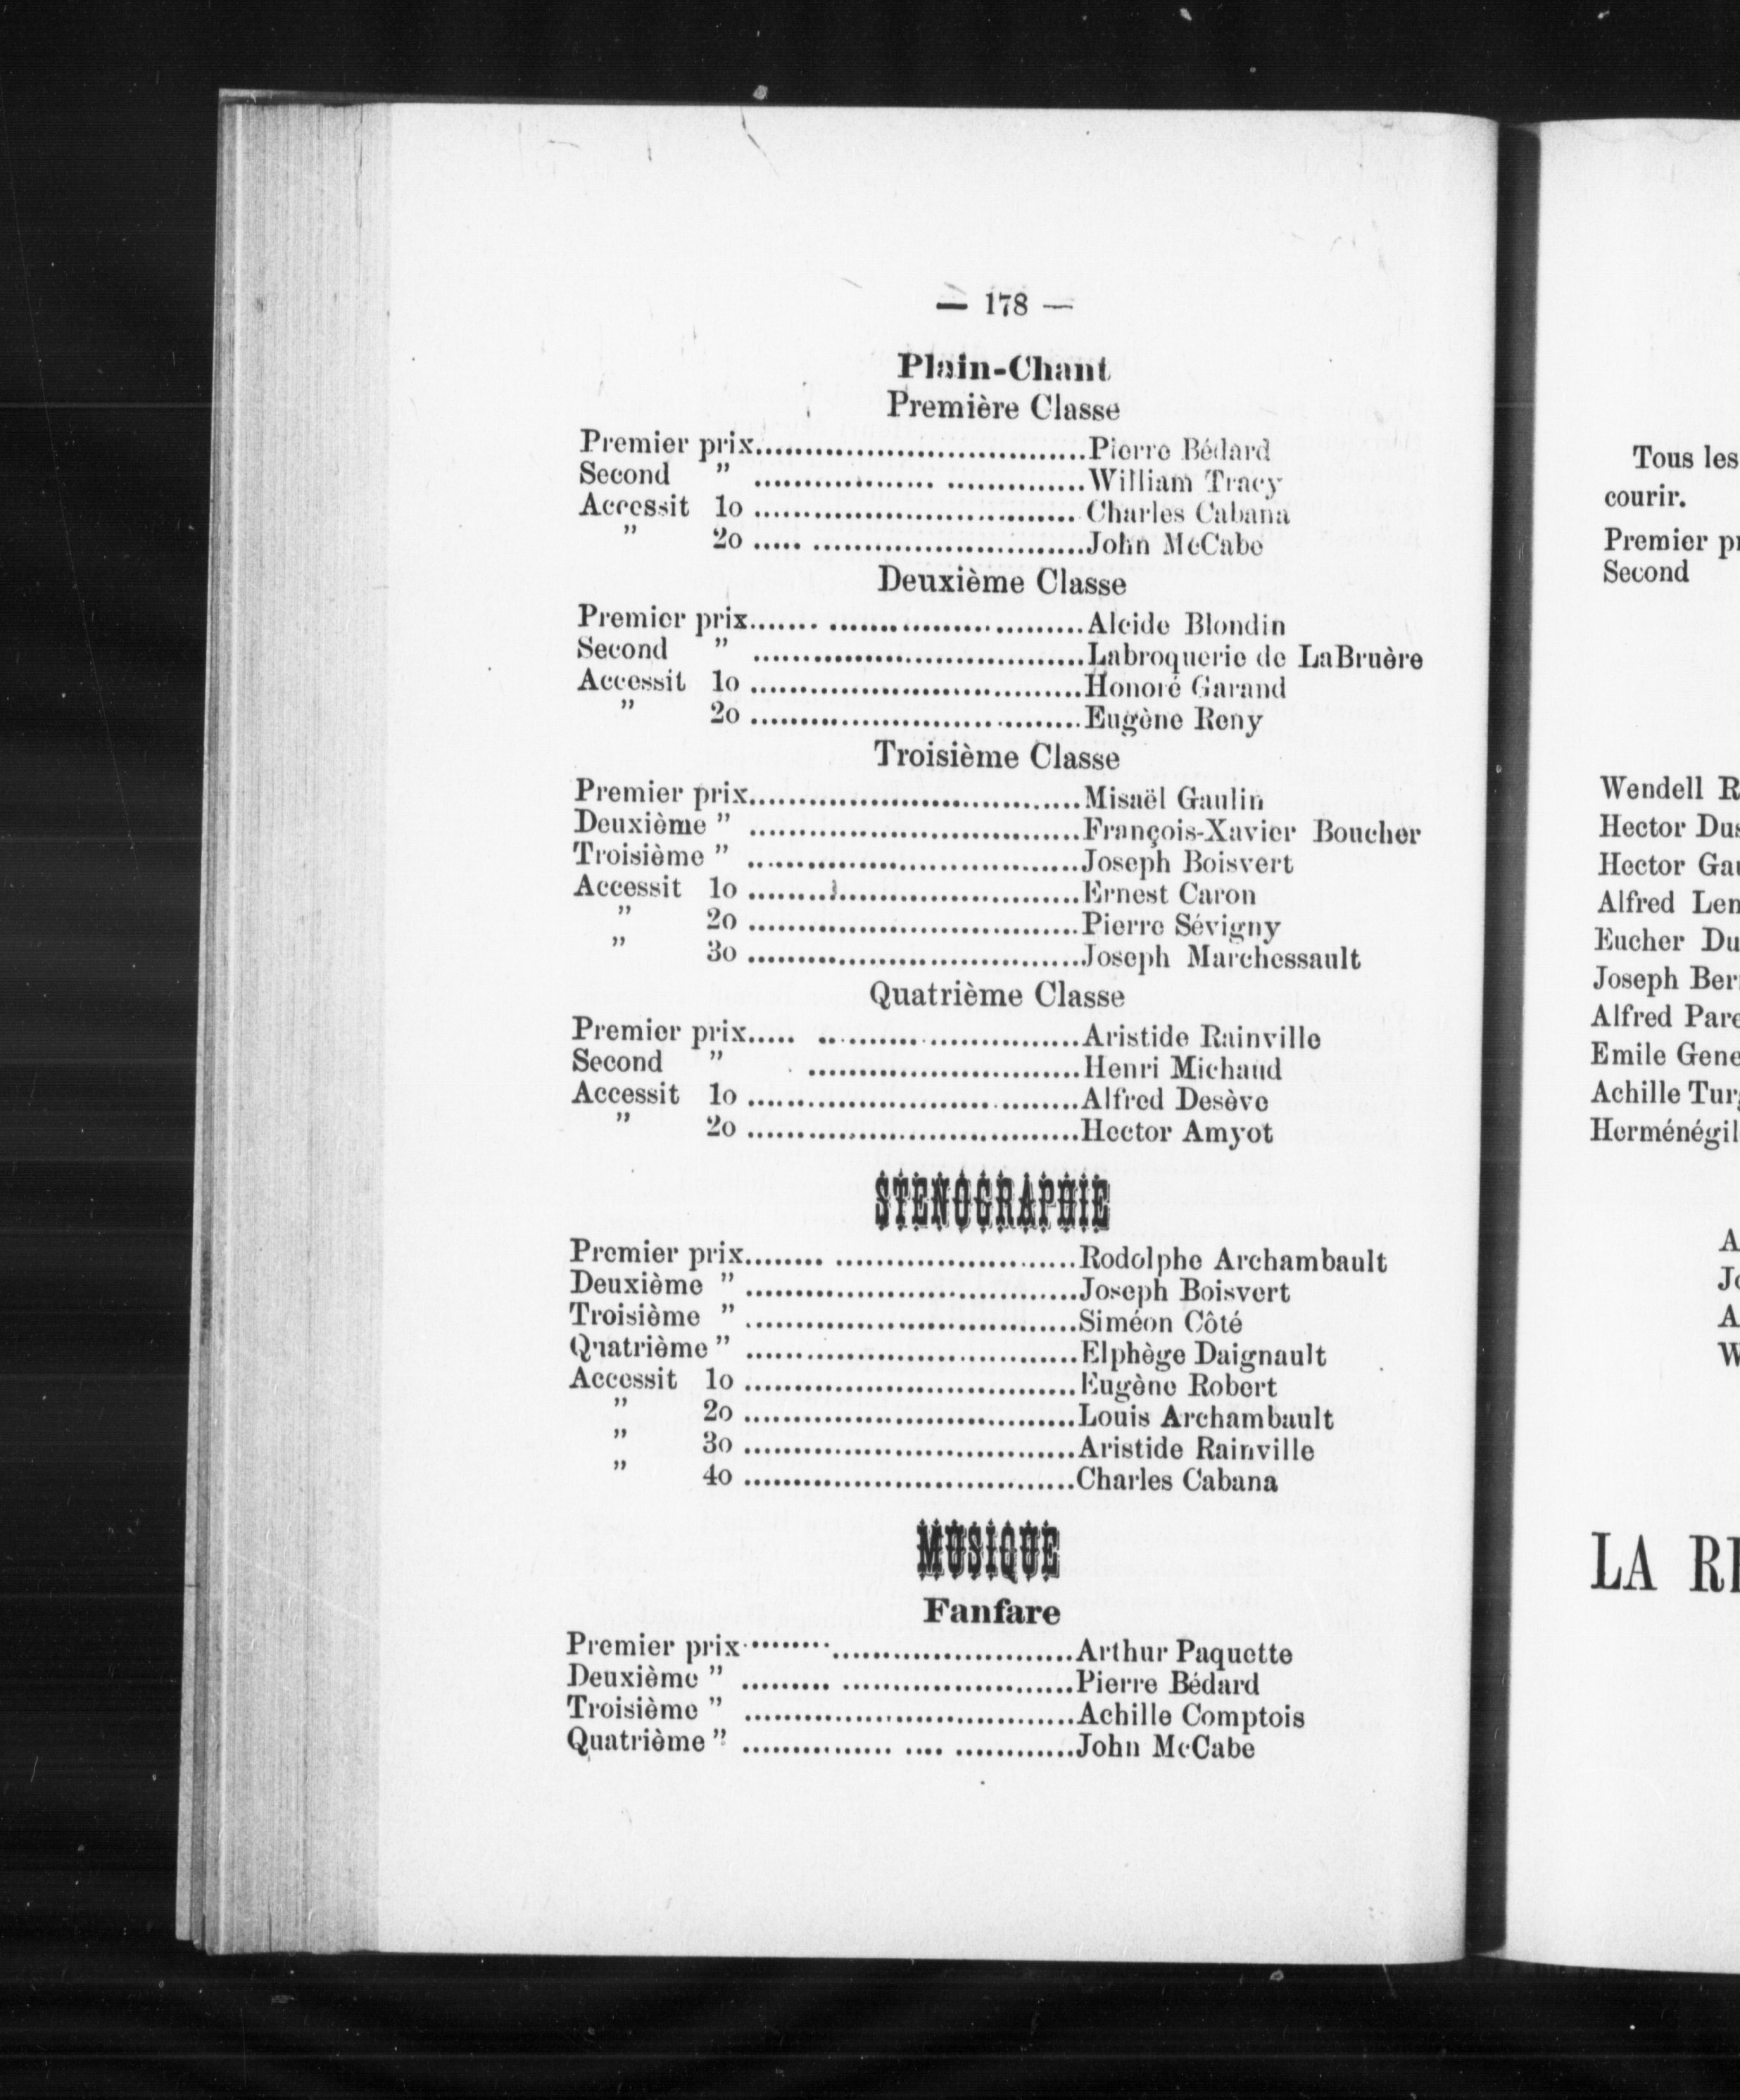 — 178 —
Plain-Chant
Première Classe
Premier prix.................................Pierre Bédard
Second " .................. ..............William Tracy
Accessit 1o ................................ Charles Cabana
" 2o ..... ...........................John McCabe
Deuxième Classe
Premier prix....... ..........................Alcide Blondin
Second " .................................Labroquerie de LaBruère
Accessit 1o .................................Honoré Garand
" 2o .................................Eugène Reny
Troisième Classe
Premier prix.................................Misaël Gaulin
Deuxième " .................................François-Xavier Boucher
Troisième " .................................Joseph Boisvert
Accessit 1o .................................Ernest Caron
" 2o .................................Pierre Sévigny
" 3o .................................Joseph Marchessault
Quatrième Classe
Premier prix..... ..........................Aristide Rainville
Second " ...........................Henri Michaud
Accessit 1o .................................Alfred Desève
" 2o .................................Hector Amyot
STENOGRAPHIE
Premier prix........ ........................Rodolphe Archambault
Deuxième " .................................Joseph Boisvert
Troisième " .................................Siméon Côté
Quatrième " .................................Elphège Daignault
Accessit 1o .................................Eugène Robert
" 2o .................................Louis Archambault
" 3o .................................Aristide Rainville
" 4o .................................Charles Cabana
MUSIQUE
Fanfare
Premier prix.................................Arthur Paquette
Deuxième " ......... .......................Pierre Bédard
Troisième " .................................Achille Comptois
Quatrième " ............... .... ............John McCabe
Tous les
courir.
Premier
Second
Wendell
Hector
Hector
Alfred
Eucher
Joseph
Alfred
Emile
Achille
LA